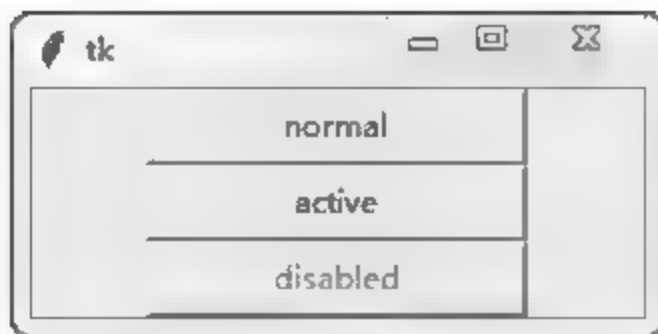 tk
normal
active
disabled